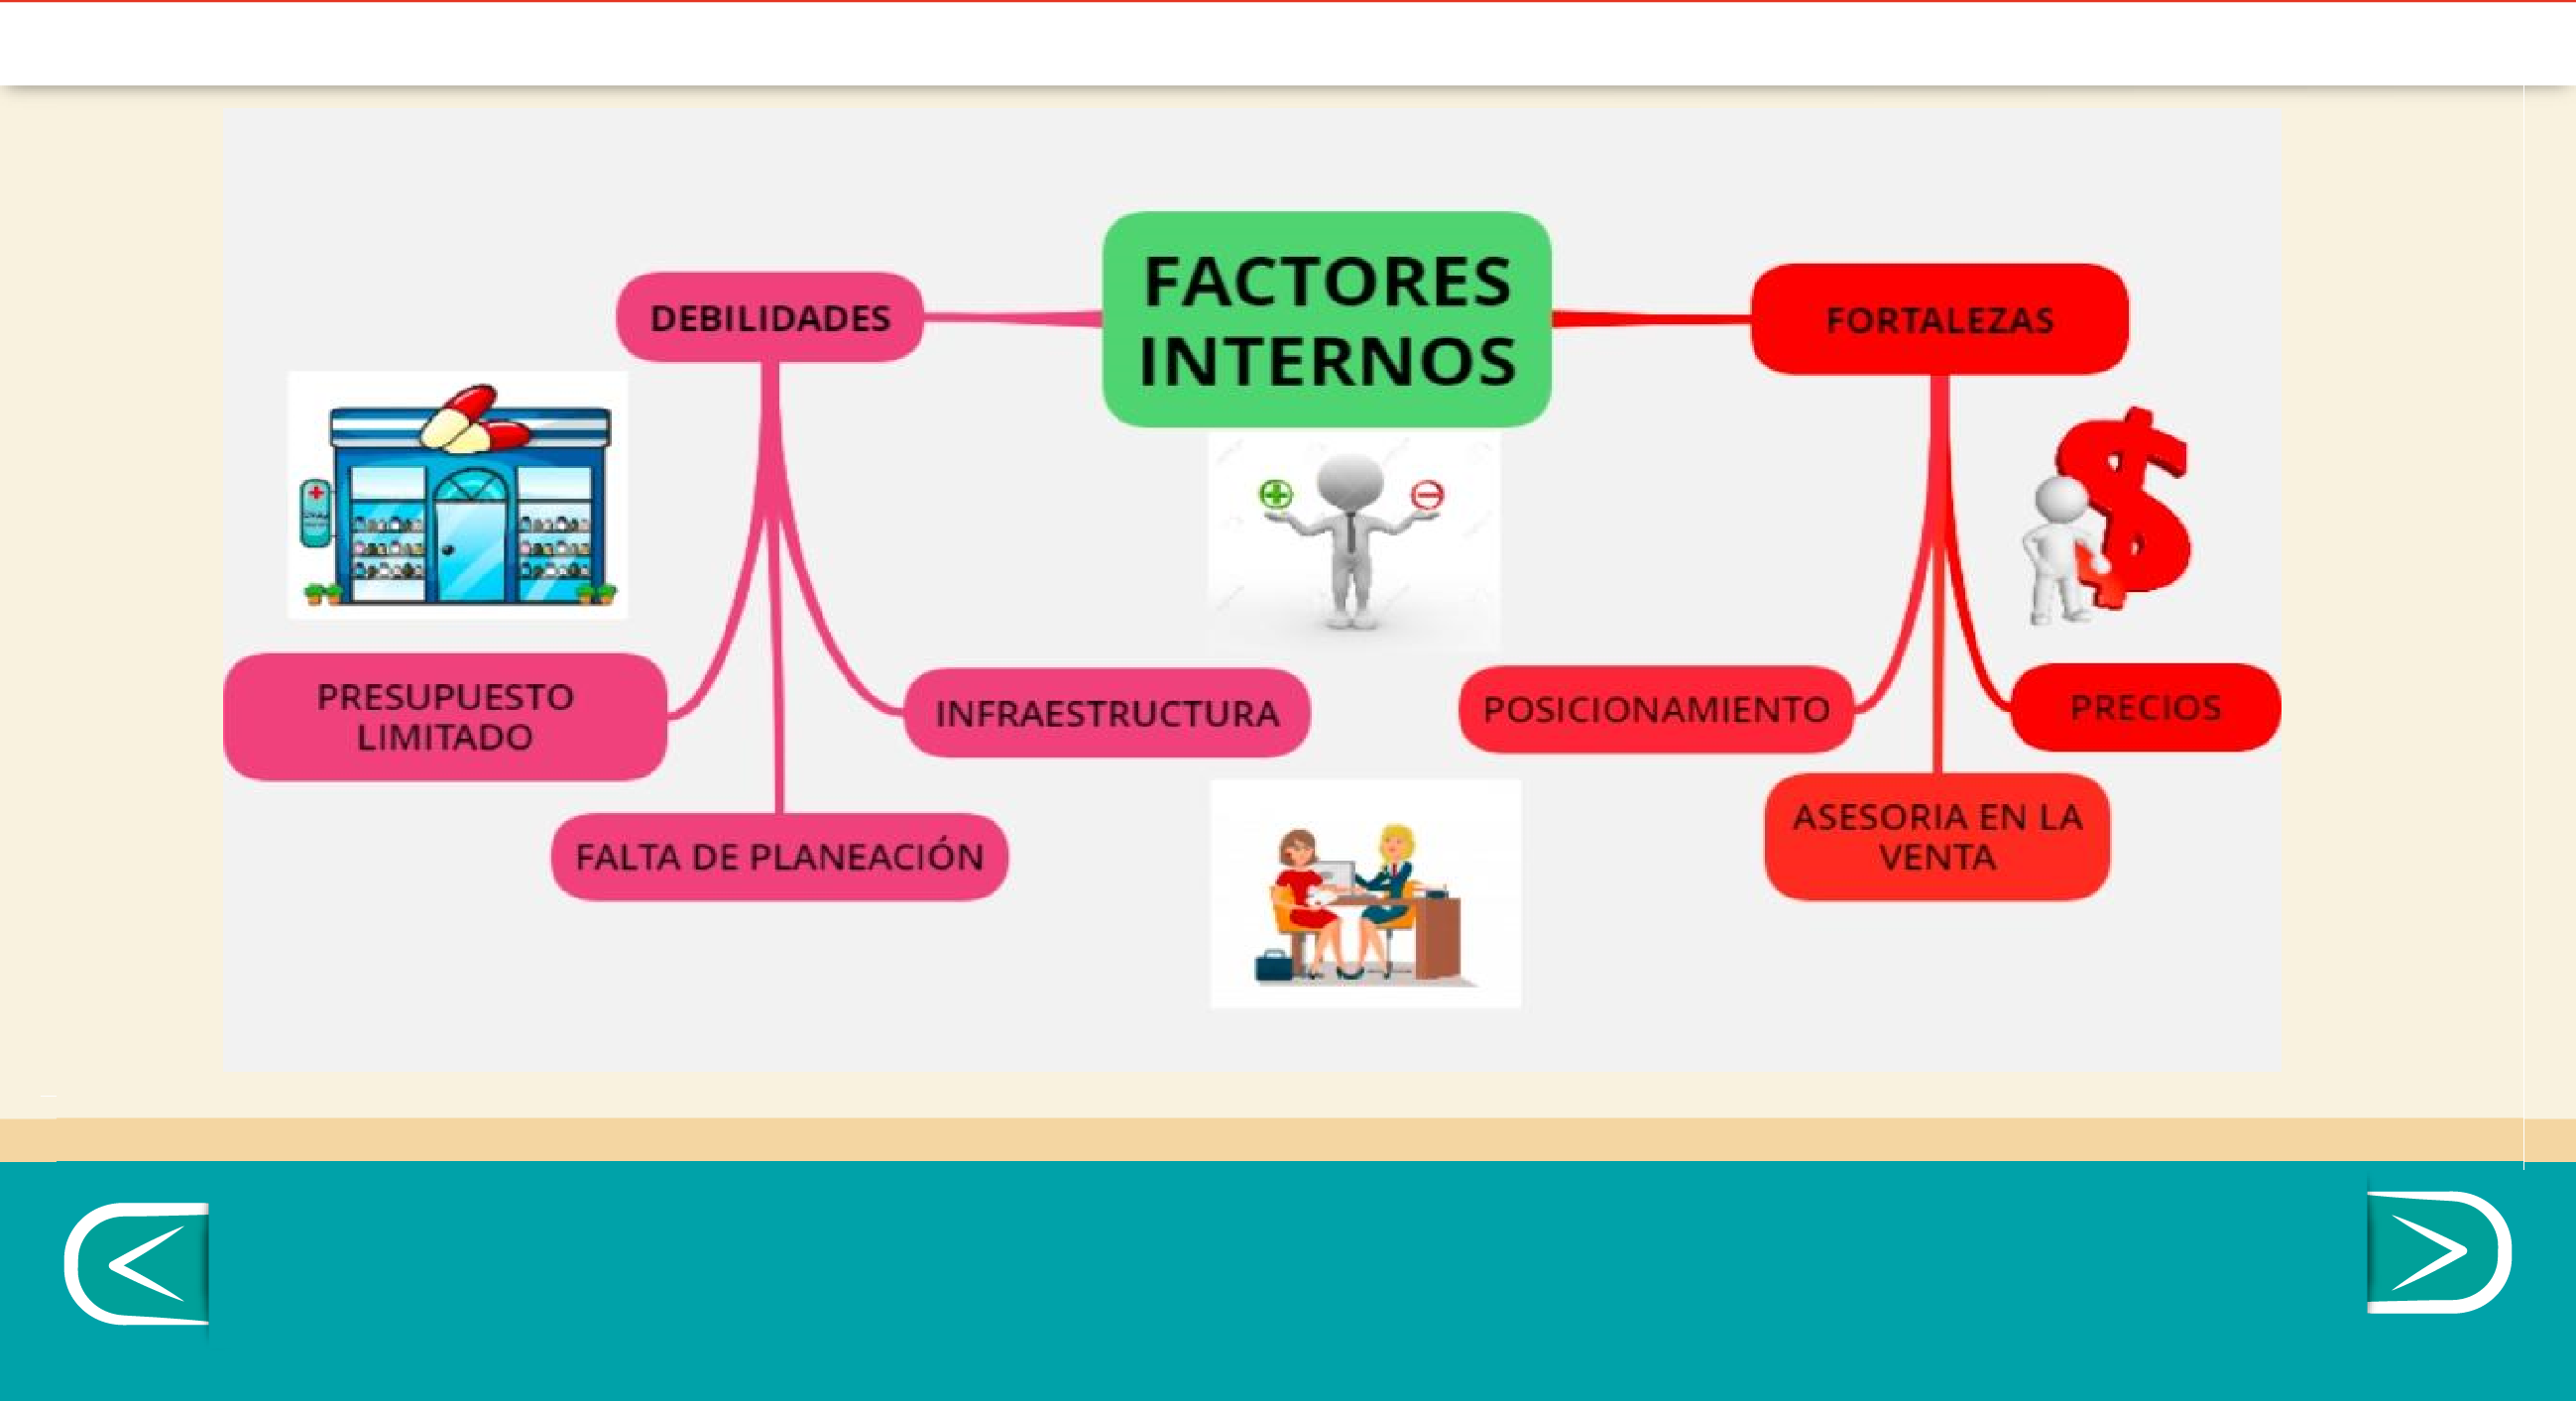 FACTORES
INTERNOS
DEBILIDADES
FORTALEZAS
PRESUPUESTO
LIMITADO
INFRAESTRUCTURA
FALTA DE PLANEACIÓN
POSICIONAMIENTO
PRECIOS
ASESORIA EN LA
VENTA